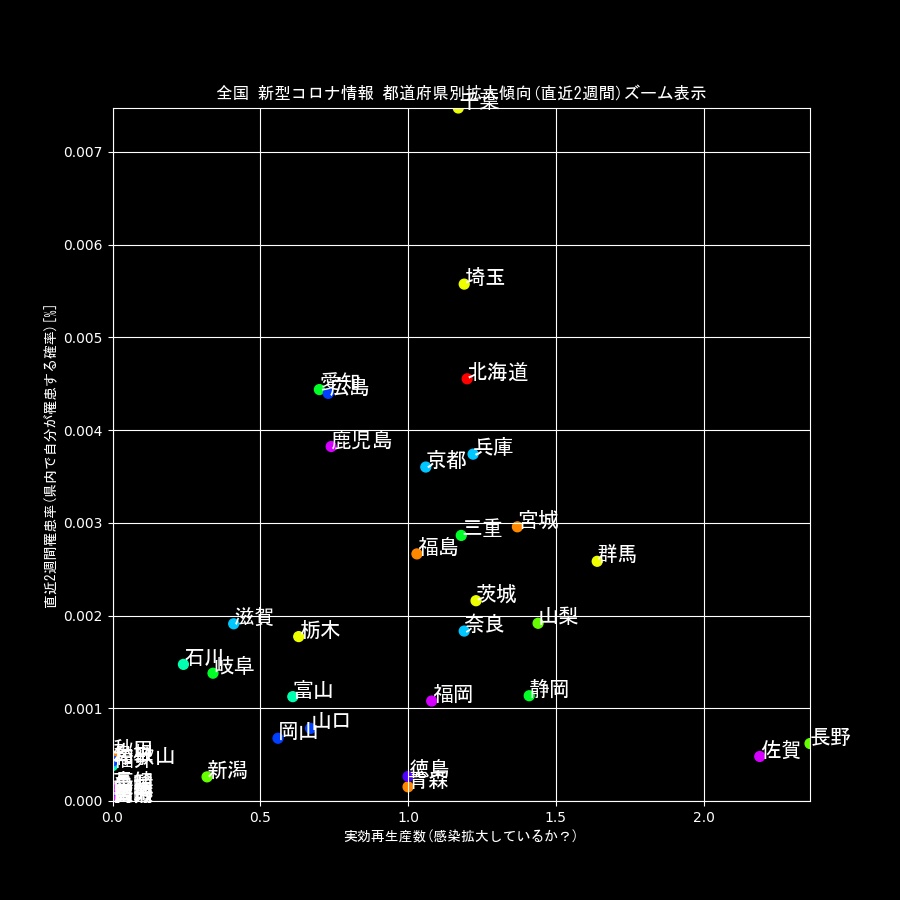 全国 新型コロナ情報 都道府県別拡大傾向(直近2週間)ズーム表示
千葉
0.007
0.006
埼玉
0.005
北海道
愛知
広島
0.004
鹿児島
兵庫
京都
0.003
宮城
三重
福島
群馬
茨城
0.002
山梨
滋賀
奈良
栃木
石川
岐阜
富山
静岡
福岡
0.001
山口
岡山
長野
秋田
佐賀
新潟
徳島
青森
0.000
0.0
0.5
1.0
1.5
2.0
実効再生産数(感染拡大しているか？)
直近2週間罹患率(県内で自分が罹患する確率)[%]